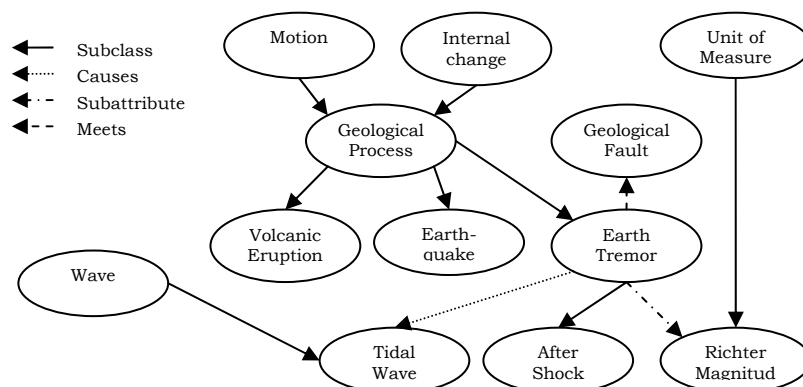 Subclass
Causes
Subattribute
Meets
Motion
Internal
change
Unit of
Measure
Geological
Process
Geological
Fault
Volcanic
Eruption
Earth-
quake
Earth
Tremor
Wave
Tidal
Wave
After
Shock
Richter
Magnitud